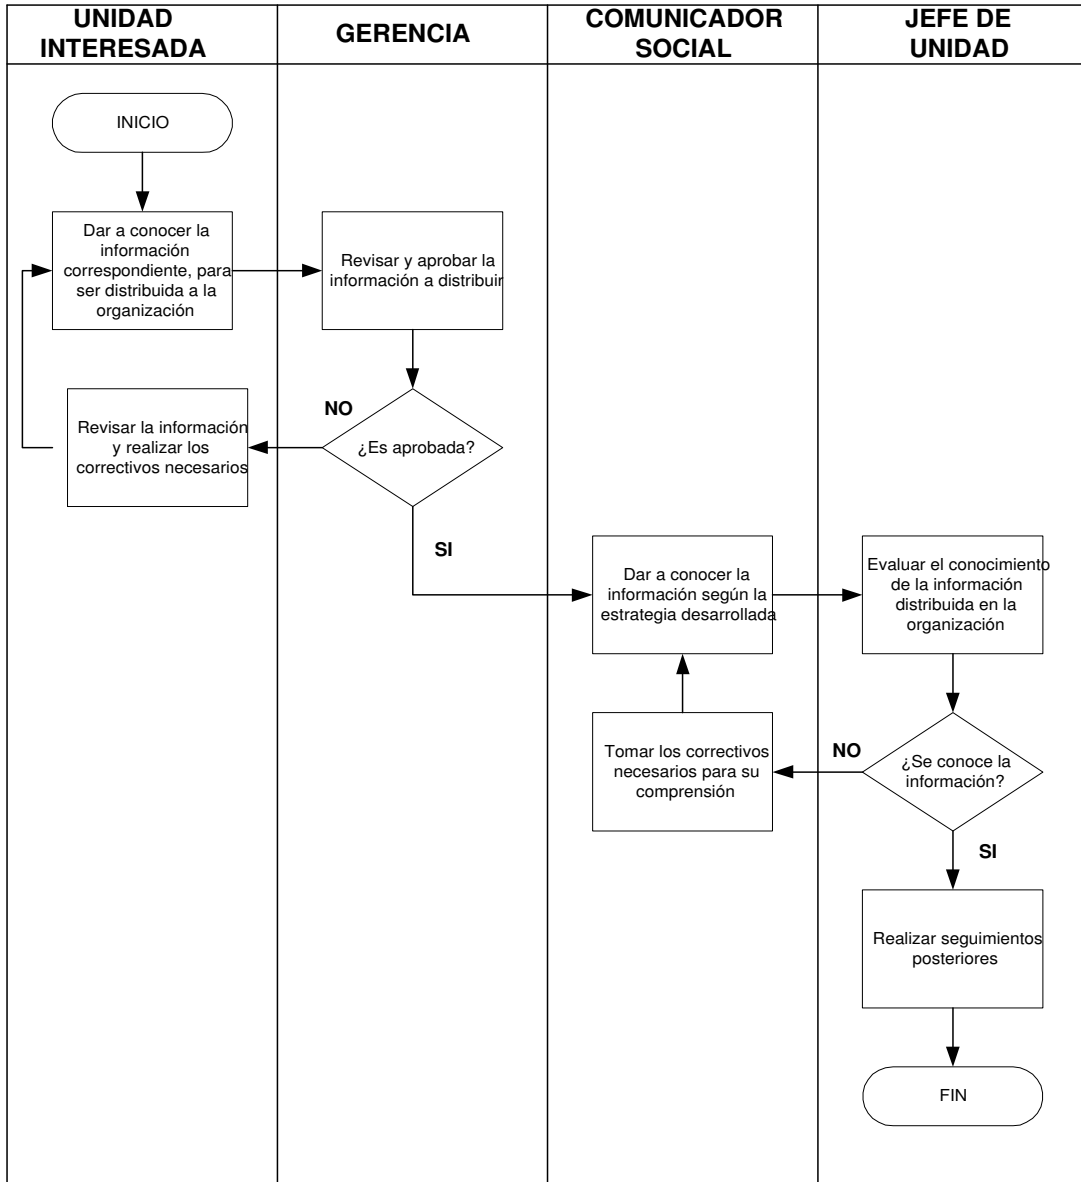 UNIDAD
INTERESADA
GERENCIA
COMUNICADOR
SOCIAL
JEFE DE
UNIDAD
INICIO
Dar a conocer la
información
correspondiente, para
ser distribuida a la
organización
Revisar y aprobar la
información a distribuir
NO
¿Es aprobada?
Revisar la información
y realizar los
correctivos necesarios
SI
Dar a conocer la
información según la
estrategia desarrollada
Evaluar el conocimiento
de la información
distribuida en la
organización
Tomar los correctivos
necesarios para su
comprensión
NO
¿Se conoce la
información?
SI
Realizar seguimientos
posteriores
FIN